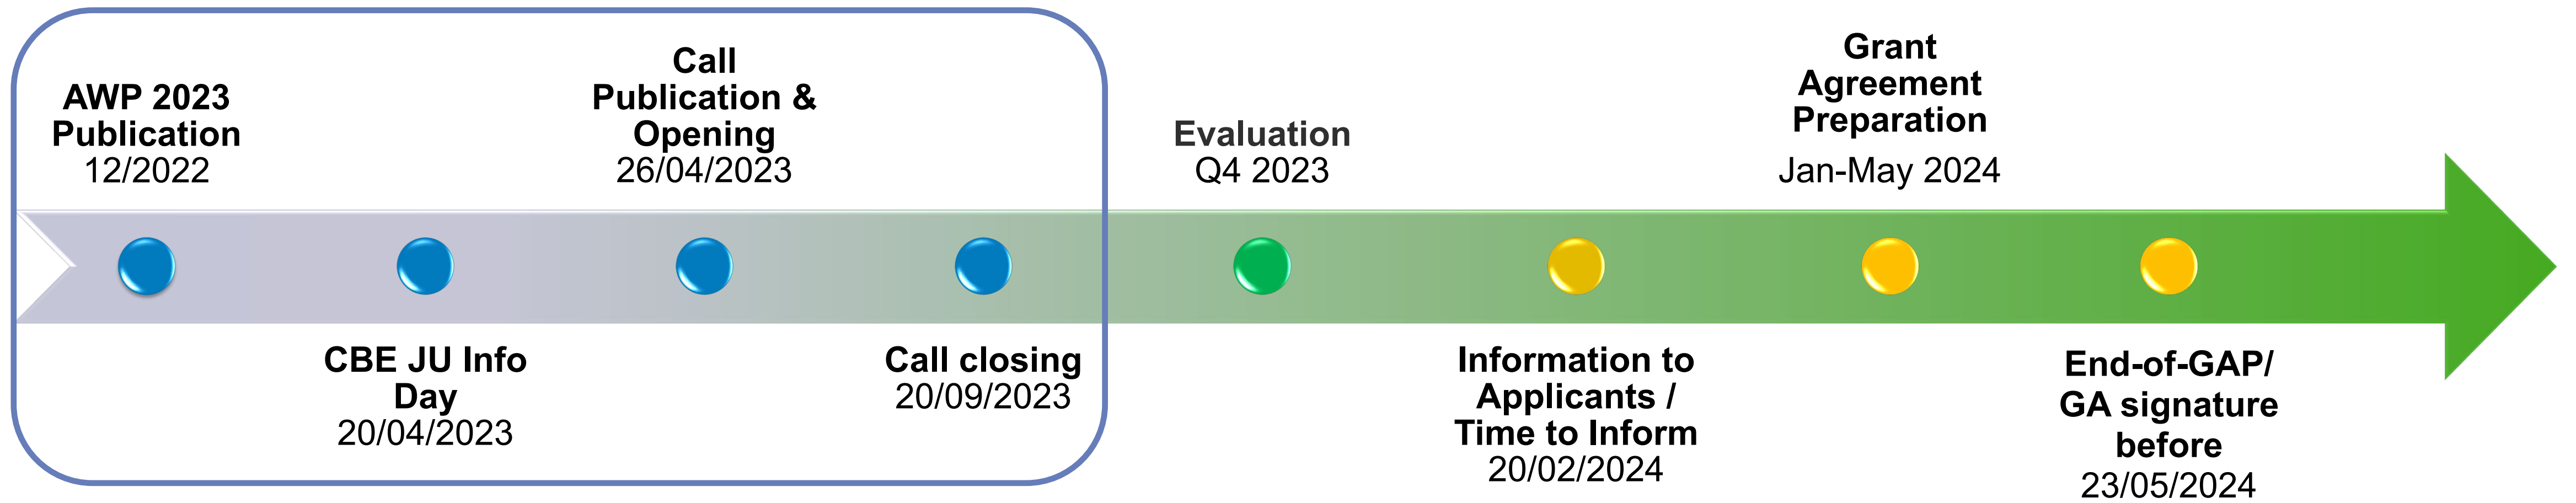 AWP 2023
Publication
12/2022
CBE JU Info
Day
20/04/2023
Call
Publication &
Opening
26/04/2023
Call closing
20/09/2023
Evaluation
Q4 2023
Information to
Applicants /
Time to Inform
20/02/2024
Grant
Agreement
Preparation
Jan-May 2024
End-of-GAP/
GA signature
before
23/05/2024